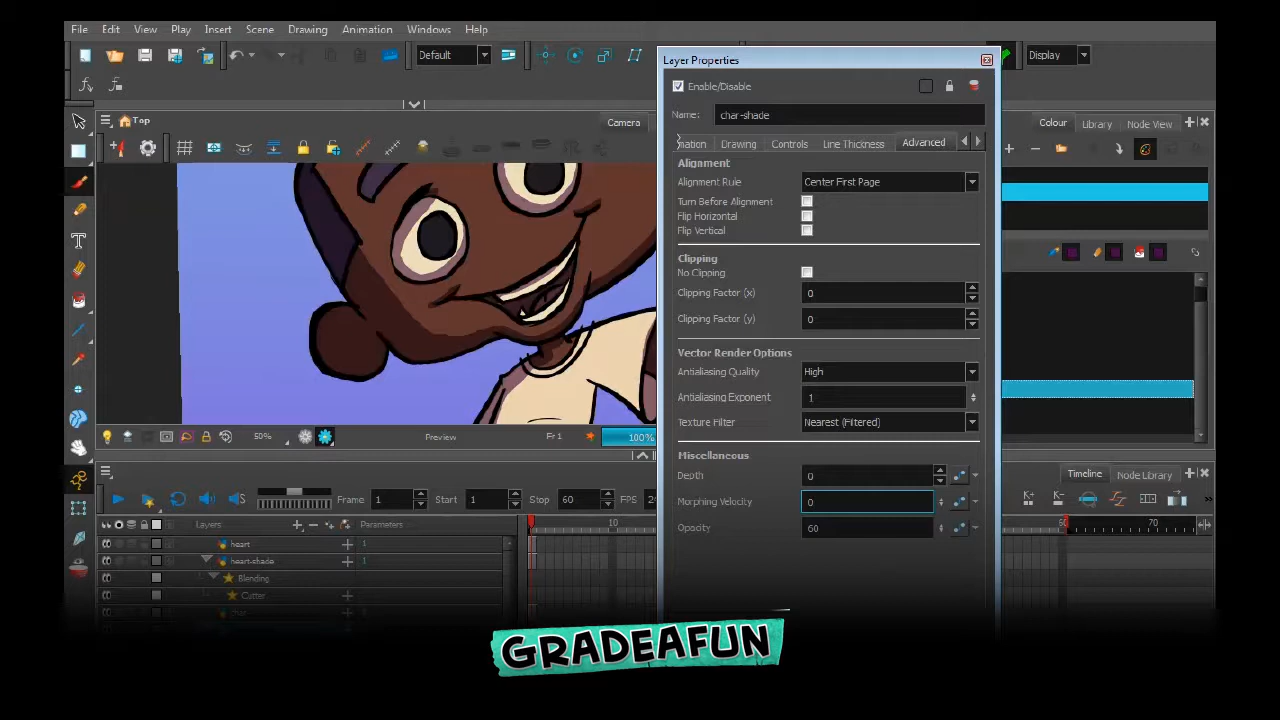 File Edit View Play Insert Scene Drawing Animation Windows Help
Default
Display
Layer Properties
Enable/Disable
Name: char-shade
Drawing Controls Line Thickness Advanced
Alignment
Alignment Rule Center First Page
Turn Before Alignment
Flip Horizontal
Flip Vertical
Clipping
No Clipping
Clipping Factor (x) 0
Clipping Factor (y) 0
Vector Render Options
Antialiasing Quality High
Antialiasing Exponent 1
Texture Filter Nearest (Filtered)
Miscellaneous
Depth 0
Morphing Velocity 0
Opacity 60
Top
Camera
Colour Library Node View
50% Preview Fr 1 100%
Timeline Node Library
Frame 1 Start 1 Stop 60 FPS
Layers Parameters
10 60 70
heart 1
heart-shade 1
Blending
Cutter
char
GRADEAFUN